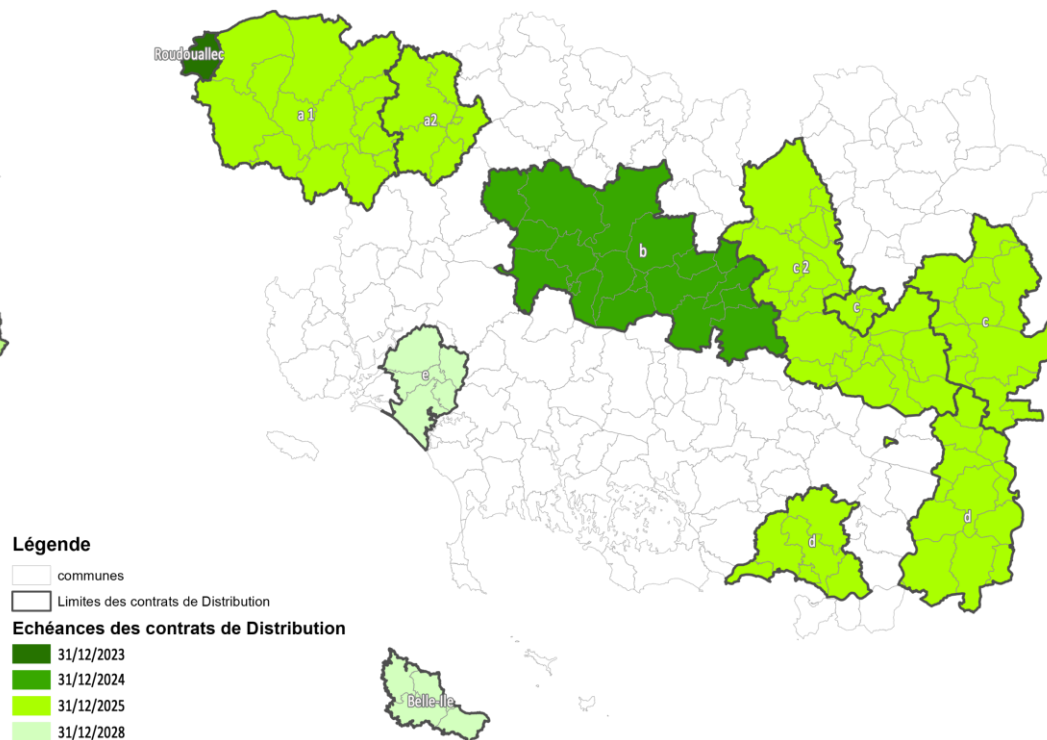 Roudouallec
a 1
a2
b
c 2
c
c
e
d
d
Belle-Ile
Légende
communes
Limites des contrats de Distribution
Echéances des contrats de Distribution
31/12/2023
31/12/2024
31/12/2025
31/12/2028